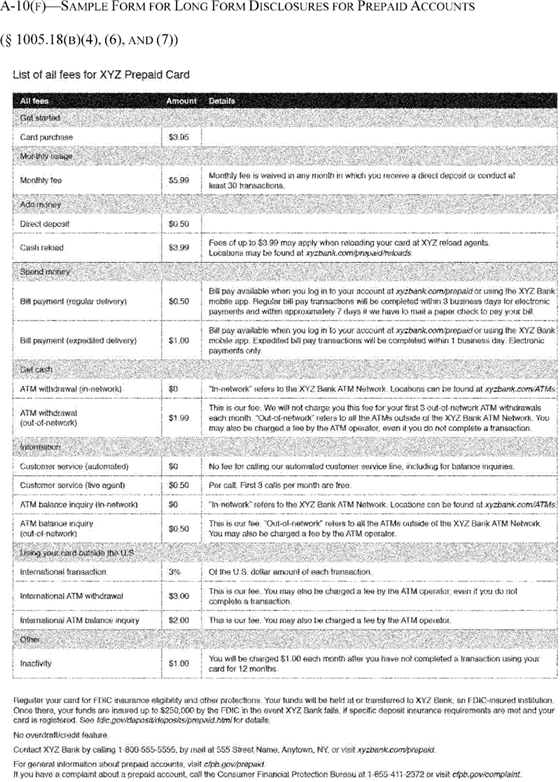 A-10(F)—SAMPLE FORM FOR LONG FORM DISCLOSURES FOR PREPAID ACCOUNTS
(§ 1005.18(B)(4), (6), AND (7))
List of all fees for XYZ Prepaid Card
All fees Amount Details
Get started
Card purchase $3.95
Monthly usage
Monthly fee $5.99 Monthly fee is waived in any month in which you receive a direct deposit or conduct at
least 30 transactions.
Add money
Direct deposit $0.50
Cash reload $3.99 Fees of up to $3.99 may apply when reloading your card at XYZ reload agents.
Locations may be found at xyzbank.com/prepaid/reloads
Spend money
Bill payment (regular delivery) $0.50 Bill pay available when you log in to your account at xyzbank.com/prepaid or using the XYZ Bank
mobile app. Regular bill pay transactions will be completed within 3 business days for electronic
payments and within approximately 7 days if we have to mail a paper check to pay your bill.
Bill payment (expedited delivery) $1.00 Bill pay available when you log in to your account at xyzbank.com/prepaid or using the XYZ Bank
mobile app. Expedited bill pay transactions will be completed within 1 business day. Electronic
payments only.
Get cash
ATM withdrawal (in-network) $0 "In-network" refers to the XYZ Bank ATM Network. Locations can be found at xyzbank.com/ATMs
ATM withdrawal
(out-of-network) $1.99 This is our fee. We will not charge you this fee for your first 3 out-of-network ATM withdrawals
each month. "Out-of-network" refers to all the ATMs outside of the XYZ Bank ATM Network. You
may also be charged a fee by the ATM operator, even if you do not complete a transaction.
Information
Customer service (automated) $0 No fee for calling our automated customer service line, including for balance inquiries.
Customer service (live agent) $0.50 Per call. First 3 calls per month are free.
ATM balance inquiry (in-network) $0 "In-network" refers to the XYZ Bank ATM Network. Locations can be found at xyzbank.com/ATMs
ATM balance inquiry
(out-of-network) $0.50 This is our fee. "Out-of-network" refers to all the ATMs outside of the XYZ Bank ATM Network.
You may also be charged a fee by the ATM operator.
Using your card outside the U.S
International transaction 3% Of the U.S. dollar amount of each transaction.
International ATM withdrawal $3.00 This is our fee. You may also be charged a fee by the ATM operator, even if you do not
complete a transaction.
International ATM balance inquiry $2.00 This is our fee. You may also be charged a fee by the ATM operator.
Other
Inactivity $1.00 You will be charged $1.00 each month after you have not completed a transaction using your
card for 12 months.
Register your card for FDIC insurance eligibility and other protections. Your funds will be held at or transferred to XYZ Bank, an FDIC-insured institution.
Once there, your funds are insured up to $250,000 by the FDIC in the event XYZ Bank fails, if specific deposit insurance requirements are met and your
card is registered. See fdic.gov/deposit/deposits/prepaid.html for details.
No overdraft/credit feature.
Contact XYZ Bank by calling 1-800-555-5555, by mail at 555 Street Name, Anytown, NY, or visit xyzbank.com/prepaid.
For general information about prepaid accounts, visit cfpb.gov/prepaid.
If you have a complaint about a prepaid account, call the Consumer Financial Protection Bureau at 1-855-411-2372 or visit cfpb.gov/complaint.